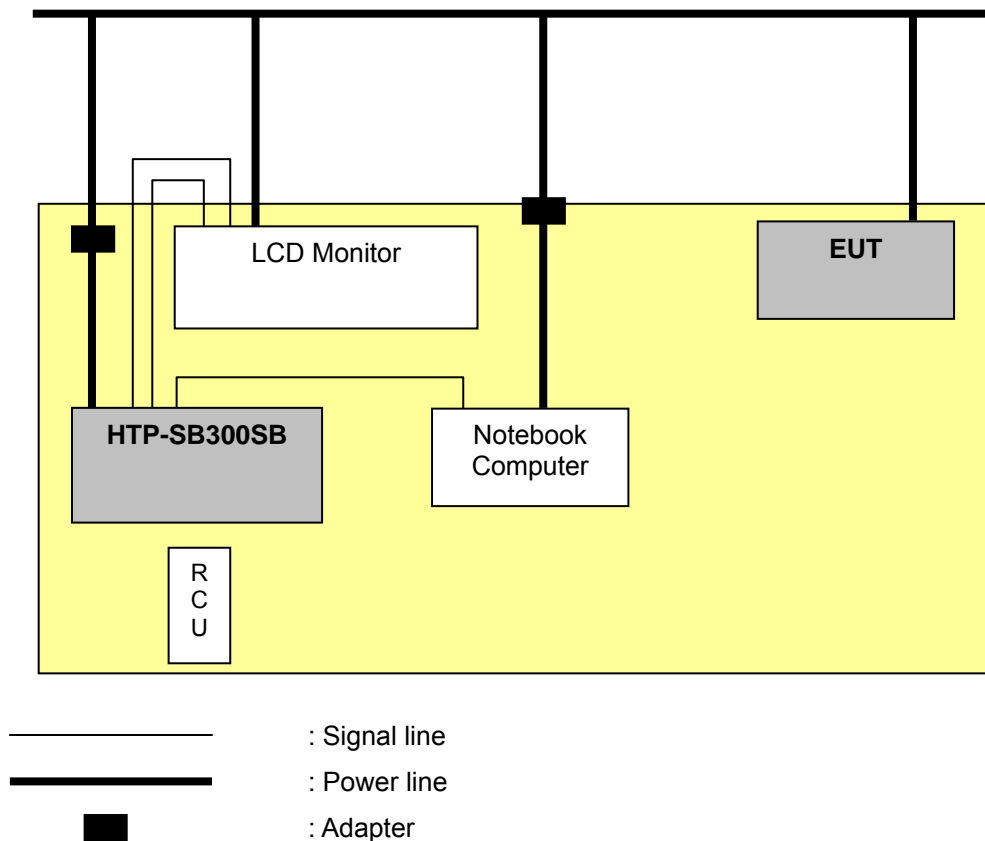 LCD Monitor
EUT
HTP-SB300SB
Notebook
Computer
R
C
U
: Signal line
: Power line
: Adapter